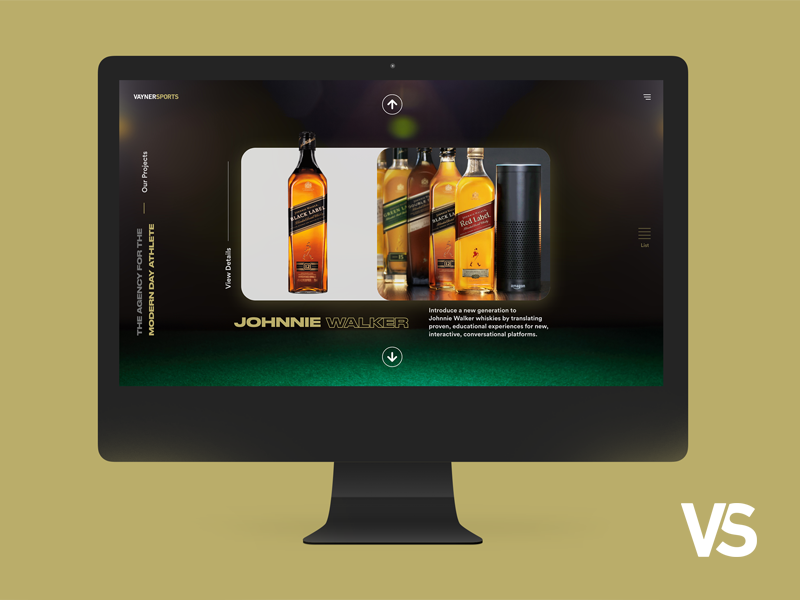 VAYNERSPORTS
Our Projects
THE AGENCY FOR THE
MODERN DAY ATHLETE
View Details
BLACK LABEL
GREEN LABEL
BLACK LABEL
Red Label
amazon
List
JOHNNIE WALKER
Introduce a new generation to
Johnnie Walker whiskies by translating
proven, educational experiences for new,
interactive, conversational platforms.
VS